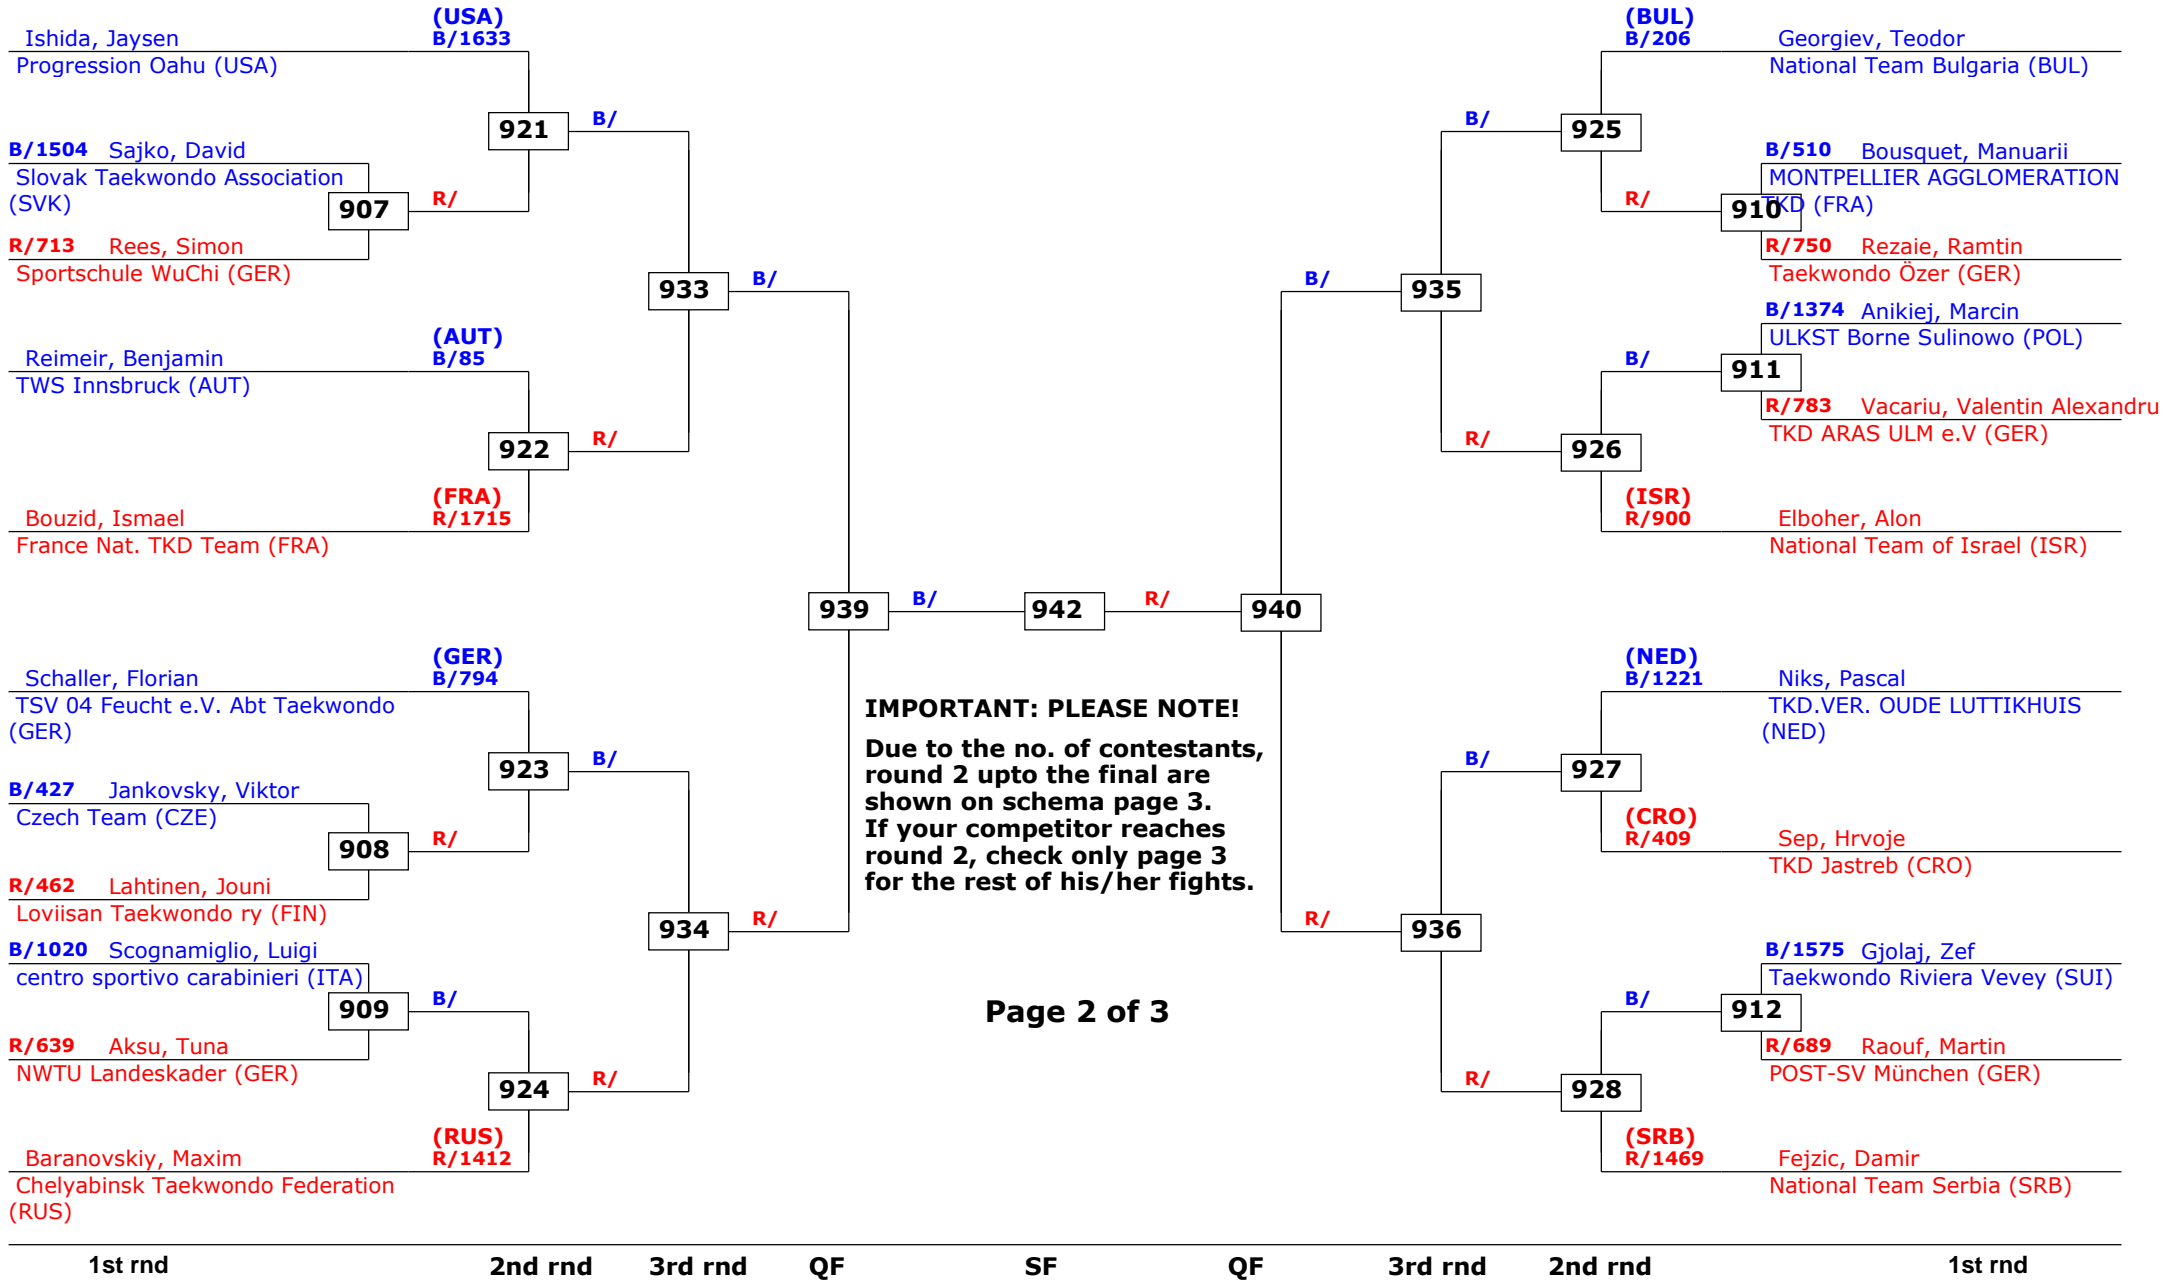 (USA)
Ishida, Jaysen B/1633
Progression Oahu (USA)
921 B/
B/1504 Sajko, David
Slovak Taekwondo Association
(SVK)
907 R/
R/713 Rees, Simon
Sportschule WuChi (GER)
933 B/
(AUT)
Reimeir, Benjamin B/85
TWS Innsbruck (AUT)
922 R/
(FRA)
Bouzid, Ismael R/1715
France Nat. TKD Team (FRA)
939 B/ 942 R/ 940
(GER)
Schaller, Florian B/794
TSV 04 Feucht e.V. Abt Taekwondo
(GER)
923 B/
B/427 Jankovsky, Viktor
Czech Team (CZE)
908 R/
R/462 Lahtinen, Jouni
Loviisan Taekwondo ry (FIN)
934 R/
B/1020 Scognamiglio, Luigi
centro sportivo carabinieri (ITA)
909 B/
R/639 Aksu, Tuna
NWTU Landeskader (GER)
924 R/
(RUS)
Baranovskiy, Maxim R/1412
Chelyabinsk Taekwondo Federation
(RUS)
IMPORTANT: PLEASE NOTE!
Due to the no. of contestants,
round 2 upto the final are
shown on schema page 3.
If your competitor reaches
round 2, check only page 3
for the rest of his/her fights.
Page 2 of 3
(BUL)
B/206 Georgiev, Teodor
National Team Bulgaria (BUL)
B/ 925
B/510 Bousquet, Manuarii
MONTPELLIER AGGLOMERATION
TKD (FRA)
R/ 910
R/750 Rezaie, Ramtin
Taekwondo Özer (GER)
B/ 935
B/1374 Anikiej, Marcin
ULKST Borne Sulinowo (POL)
B/ 911
R/783 Vacariu, Valentin Alexandru
TKD ARAS ULM e.V (GER)
R/ 926
(ISR)
R/900 Elboher, Alon
National Team of Israel (ISR)
(NED)
B/1221 Niks, Pascal
TKD.VER. OUDE LUTTIKHUIS
(NED)
B/ 927
(CRO)
R/409 Sep, Hrvoje
TKD Jastreb (CRO)
R/ 936
B/1575 Gjolaj, Zef
Taekwondo Riviera Vevey (SUI)
B/ 912
R/689 Raouf, Martin
POST-SV München (GER)
R/ 928
(SRB)
R/1469 Fejzic, Damir
National Team Serbia (SRB)
1st rnd 2nd rnd 3rd rnd QF SF QF 3rd rnd 2nd rnd 1st rnd